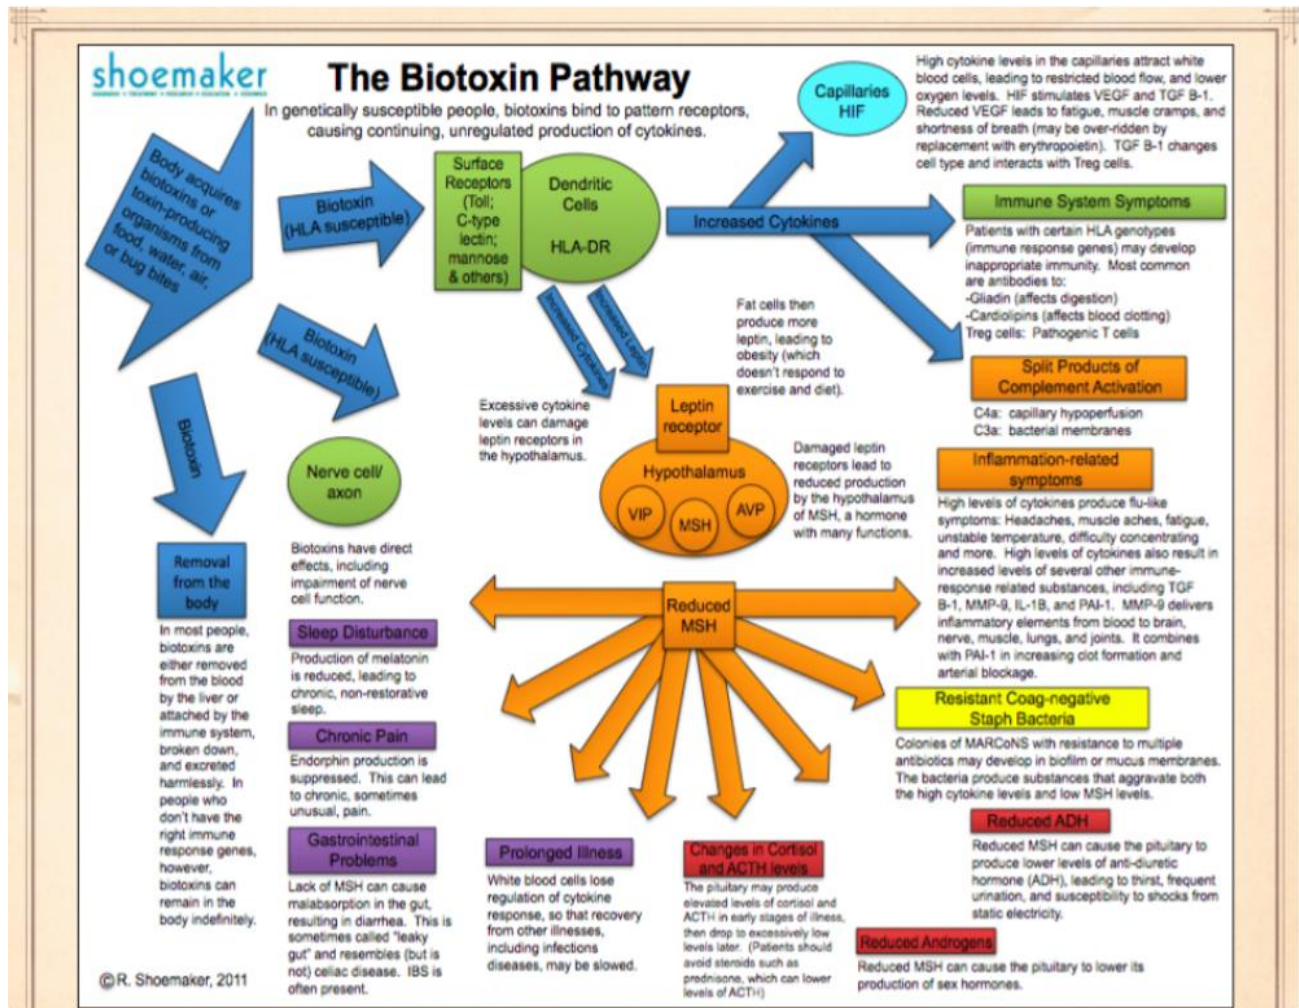 shoemaker
The Biotoxin Pathway
In genetically susceptible people, biotoxins bind to pattern receptors,
causing continuing, unregulated production of cytokines.
Body acquires
biotoxins or
toxin-producing
organisms from
food, water, air,
or bug bites
Biotoxin
(HLA susceptible)
Surface
Receptors
(Toll;
C-type
lectin;
mannose
& others)
Dendritic
Cells
HLA-DR
Increased Cytokines
Capillaries
HIF
High cytokine levels in the capillaries attract white
blood cells, leading to restricted blood flow, and lower
oxygen levels. HIF stimulates VEGF and TGF B-1.
Reduced VEGF leads to fatigue, muscle cramps, and
shortness of breath (may be over-ridden by
replacement with erythropoietin). TGF B-1 changes
cell type and interacts with Treg cells.
Immune System Symptoms
Patients with certain HLA genotypes
(immune response genes) may develop
inappropriate immunity. Most common
are antibodies to:
-Gliadin (affects digestion)
-Cardiolipins (affects blood clotting)
Treg cells: Pathogenic T cells
Split Products of
Complement Activation
C4a: capillary hypoperfusion
C3a: bacterial membranes
Biotoxin
(HLA susceptible)
Biotoxin
Increased Cytokines
Increased Leptin
Fat cells then
produce more
leptin, leading to
obesity (which
doesn't respond to
exercise and diet).
Excessive cytokine
levels can damage
leptin receptors in
the hypothalamus.
Leptin
receptor
Hypothalamus
VIP
MSH
AVP
Damaged leptin
receptors lead to
reduced production
by the hypothalamus
of MSH, a hormone
with many functions.
Inflammation-related
symptoms
High levels of cytokines produce flu-like
symptoms: Headaches, muscle aches, fatigue,
unstable temperature, difficulty concentrating
and more. High levels of cytokines also result in
increased levels of several other immune-
response related substances, including TGF
B-1, MMP-9, IL-1B, and PAI-1. MMP-9 delivers
inflammatory elements from blood to brain,
nerve, muscle, lungs, and joints. It combines
with PAI-1 in increasing clot formation and
arterial blockage.
Nerve cell/
axon
Biotoxins have direct
effects, including
impairment of nerve
cell function.
Removal
from the
body
In most people,
biotoxins are
either removed
from the blood
by the liver or
attached by the
immune system,
broken down,
and excreted
harmlessly. In
people who
don't have the
right immune
response genes,
however,
biotoxins can
remain in the
body indefinitely.
Reduced
MSH
Sleep Disturbance
Production of melatonin
is reduced, leading to
chronic, non-restorative
sleep.
Chronic Pain
Endorphin production is
suppressed. This can lead
to chronic, sometimes
unusual, pain.
Gastrointestinal
Problems
Lack of MSH can cause
malabsorption in the gut,
resulting in diarrhea. This is
sometimes called "leaky
gut" and resembles (but is
not) celiac disease. IBS is
often present.
Prolonged Illness
White blood cells lose
regulation of cytokine
response, so that recovery
from other illnesses,
including infections
diseases, may be slowed.
Changes in Cortisol
and ACTH levels
The pituitary may produce
elevated levels of cortisol and
ACTH in early stages of illness,
then drop to excessively low
levels later. (Patients should
avoid steroids such as
prednisone, which can lower
levels of ACTH)
Resistant Coag-negative
Staph Bacteria
Colonies of MARCoNS with resistance to multiple
antibiotics may develop in biofilm or mucus membranes.
The bacteria produce substances that aggravate both
the high cytokine levels and low MSH levels.
Reduced ADH
Reduced MSH can cause the pituitary to
produce lower levels of anti-diuretic
hormone (ADH), leading to thirst, frequent
urination, and susceptibility to shocks from
static electricity.
Reduced Androgens
Reduced MSH can cause the pituitary to lower its
production of sex hormones.
©R. Shoemaker, 2011